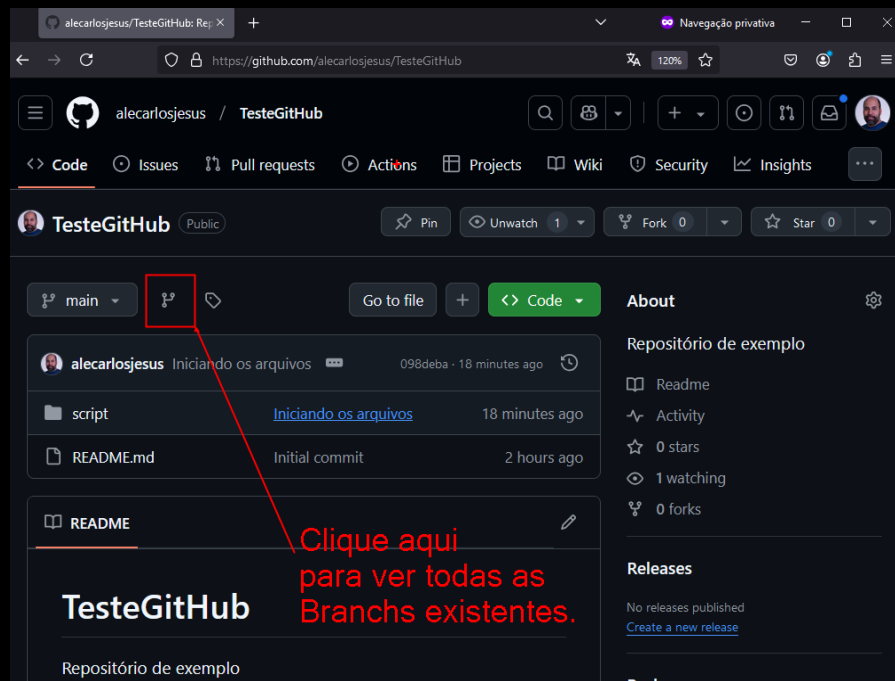 alecarlosjesus/TesteGitHub: Rep
Navegação privativa
https://github.com/alecarlosjesus/TesteGitHub
120%
alecarlosjesus / TesteGitHub
Code Issues Pull requests Actions Projects Wiki Security Insights
TesteGitHub Public Pin Unwatch 1 Fork 0 Star 0
main Go to file Code
About
Repositório de exemplo
alecarlosjesus Iniciando os arquivos 098deba · 18 minutes ago
Readme
script Iniciando os arquivos 18 minutes ago
Activity
0 stars
README.md Initial commit 2 hours ago
1 watching
0 forks
README
Clique aqui
para ver todas as
Branchs existentes.
Releases
TesteGitHub
No releases published
Create a new release
Repositório de exemplo